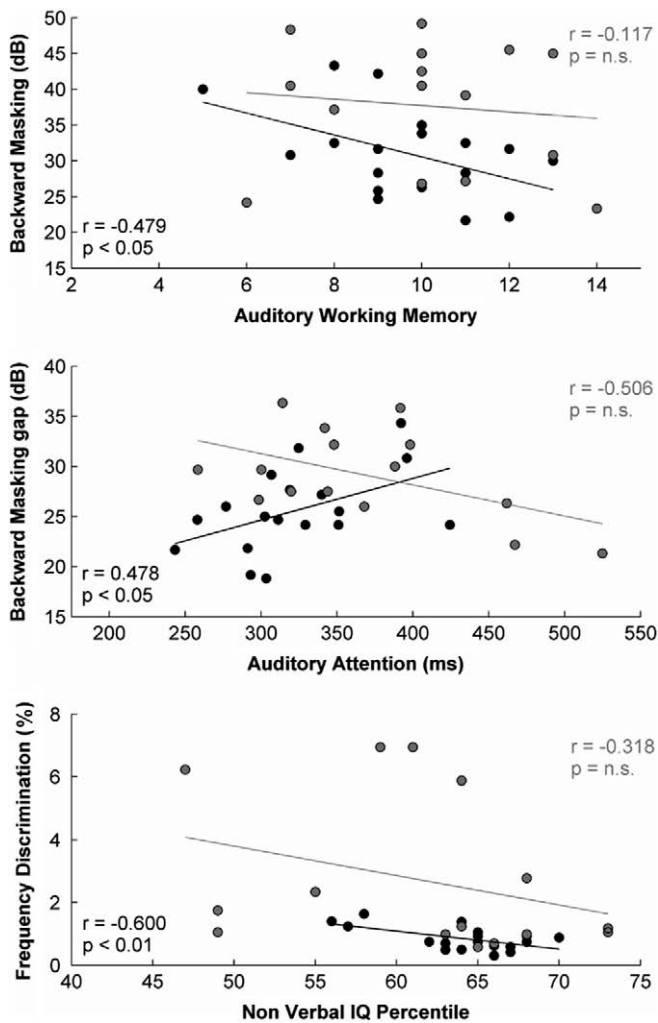 50
45
40
35
30
25
20
15
Backward Masking (dB)
r = -0.117
p = n.s.
r = -0.479
p < 0.05
2 4 6 8 10 12 14
Auditory Working Memory
40
35
30
25
20
15
Backward Masking gap (dB)
r = -0.506
p = n.s.
r = 0.478
p < 0.05
200 250 300 350 400 450 500 550
Auditory Attention (ms)
8
6
4
2
0
Frequency Discrimination (%)
r = -0.318
p = n.s.
r = -0.600
p < 0.01
40 45 50 55 60 65 70 75
Non Verbal IQ Percentile